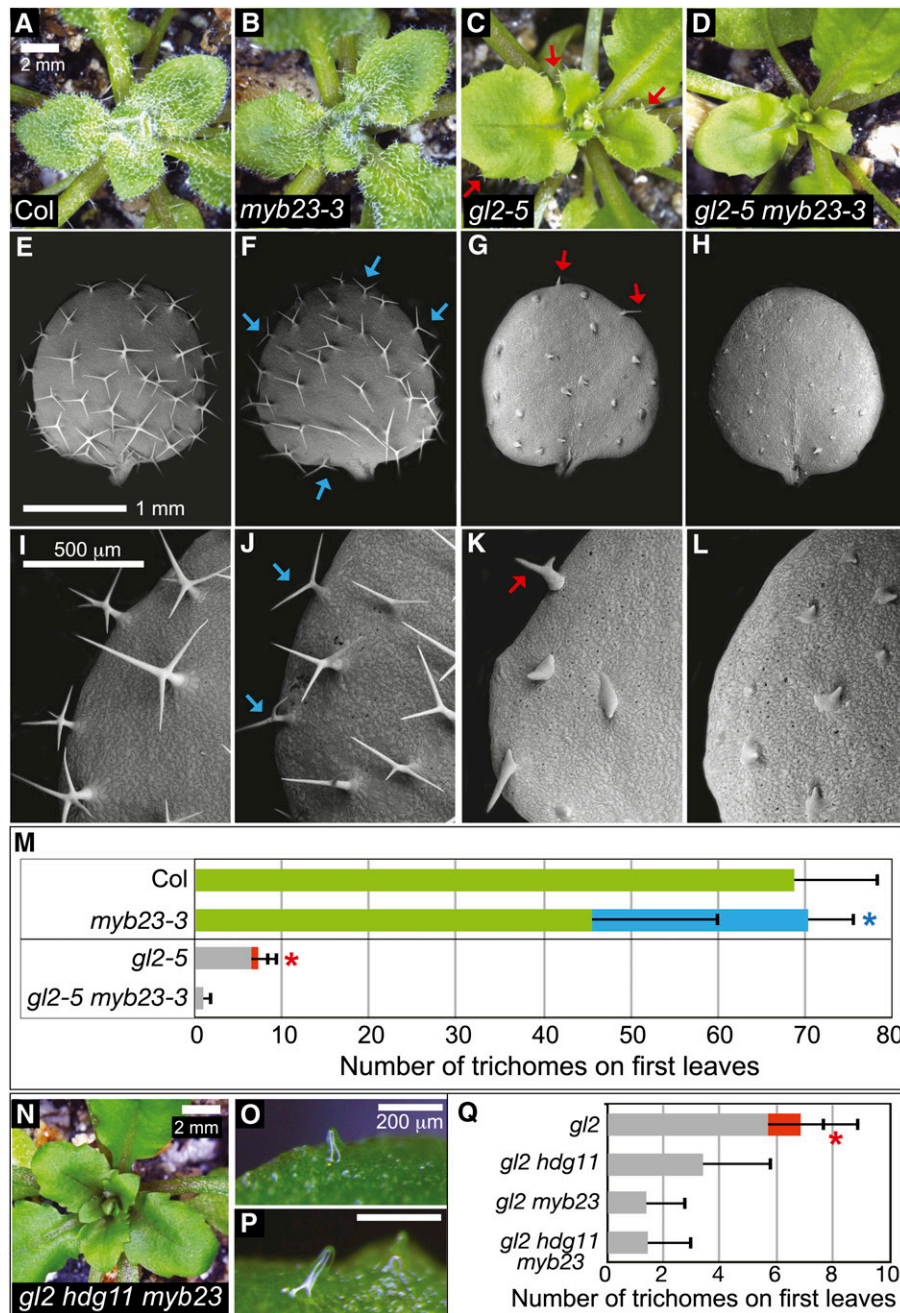 A
2 mm
Col
B
myb23-3
C
gl2-5
D
gl2-5 myb23-3
E
1 mm
F
G
H
I
500 μm
J
K
L
M
Col
myb23-3
*
gl2-5
*
gl2-5 myb23-3
0 10 20 30 40 50 60 70 80
Number of trichomes on first leaves
N
2 mm
gl2 hdg11 myb23
O
200 μm
P
Q
gl2
*
gl2 hdg11
gl2 myb23
gl2 hdg11
myb23
0 2 4 6 8 10
Number of trichomes on first leaves